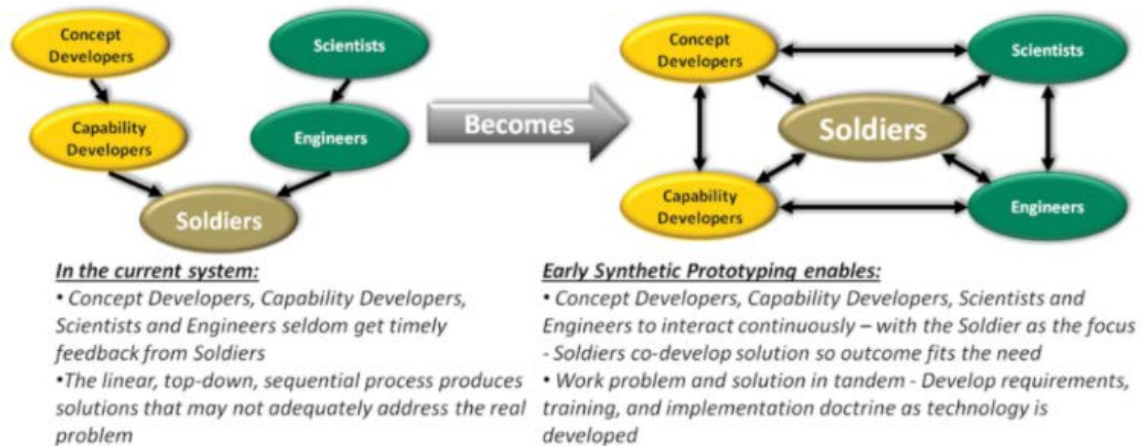 Concept
Developers
Scientists
Capability
Developers
Engineers
Soldiers
Becomes
Concept
Developers
Scientists
Soldiers
Capability
Developers
Engineers
In the current system:
• Concept Developers, Capability Developers,
Scientists and Engineers seldom get timely
feedback from Soldiers
•The linear, top-down, sequential process produces
solutions that may not adequately address the real
problem
Early Synthetic Prototyping enables:
• Concept Developers, Capability Developers, Scientists and
Engineers to interact continuously – with the Soldier as the focus
- Soldiers co-develop solution so outcome fits the need
• Work problem and solution in tandem - Develop requirements,
training, and implementation doctrine as technology is
developed